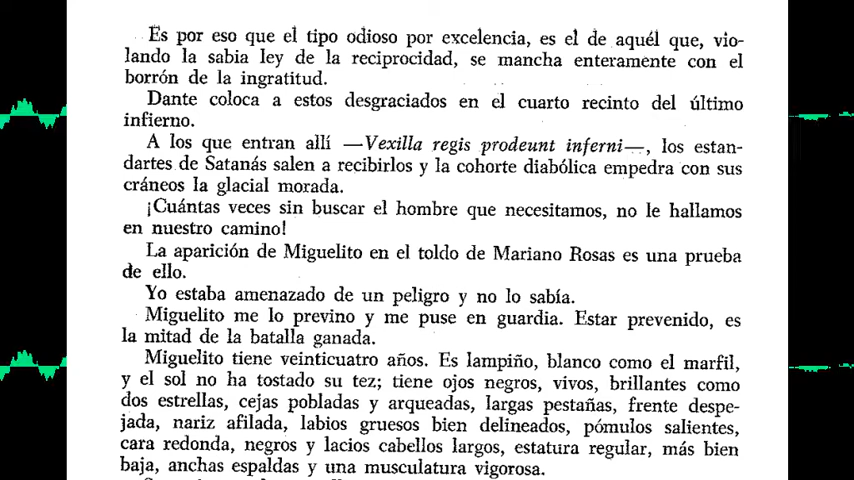 Es por eso que el tipo odioso por excelencia, es el de aquél que, vio-
lando la sabia ley de la reciprocidad, se mancha enteramente con el
borrón de la ingratitud.
Dante coloca a estos desgraciados en el cuarto recinto del último
infierno.
A los que entran allí —Vexilla regis prodeunt inferni—, los estan-
dartes de Satanás salen a recibirlos y la cohorte diabólica empedra con sus
cráneos la glacial morada.
¡Cuántas veces sin buscar el hombre que necesitamos, no le hallamos
en nuestro camino!
La aparición de Miguelito en el toldo de Mariano Rosas es una prueba
de ello.
Yo estaba amenazado de un peligro y no lo sabía.
Miguelito me lo previno y me puse en guardia. Estar prevenido, es
la mitad de la batalla ganada.
Miguelito tiene veinticuatro años. Es lampiño, blanco como el marfil,
y el sol no ha tostado su tez; tiene ojos negros, vivos, brillantes como
dos estrellas, cejas pobladas y arqueadas, largas pestañas, frente despe-
jada, nariz afilada, labios gruesos bien delineados, pómulos salientes,
cara redonda, negros y lacios cabellos largos, estatura regular, más bien
baja, anchas espaldas y una musculatura vigorosa.